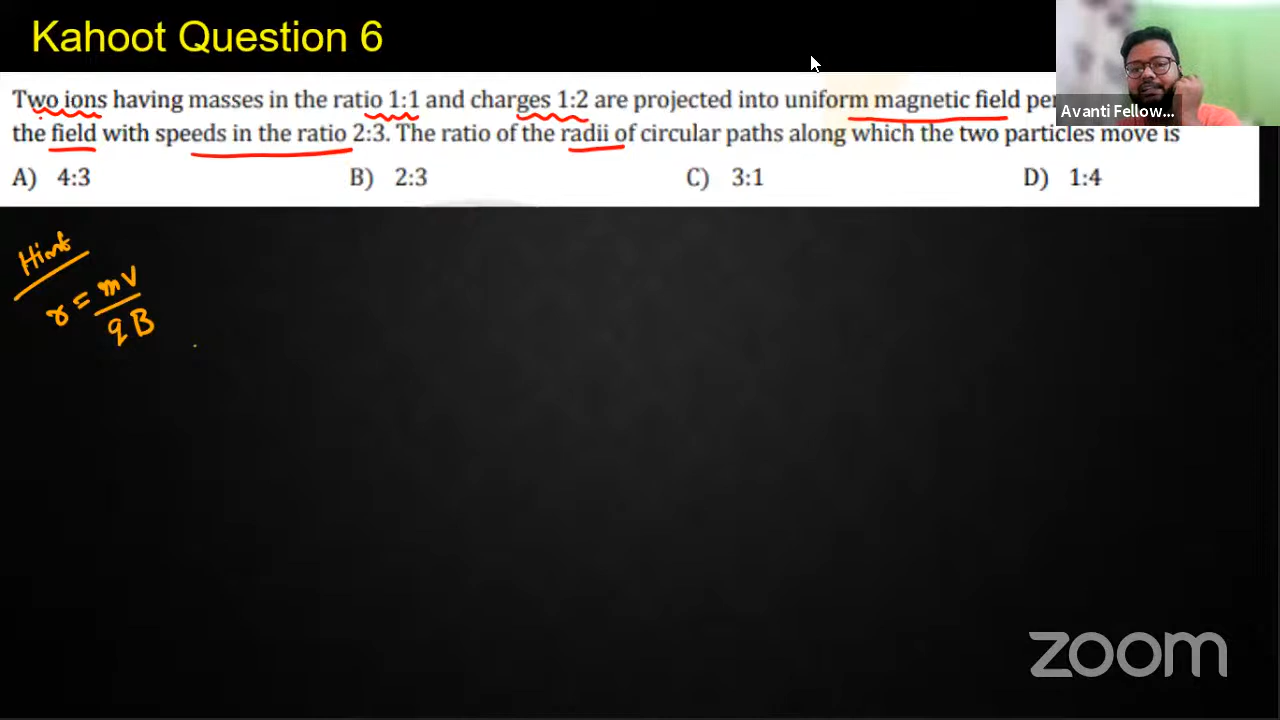 Kahoot Question 6
Two ions having masses in the ratio 1:1 and charges 1:2 are projected into uniform magnetic field
Avanti Fellow...
the field with speeds in the ratio 2:3. The ratio of the radii of circular paths along which the two particles move is
A) 4:3 B) 2:3 C) 3:1 D) 1:4
Hint
r = mv
qB
zoom